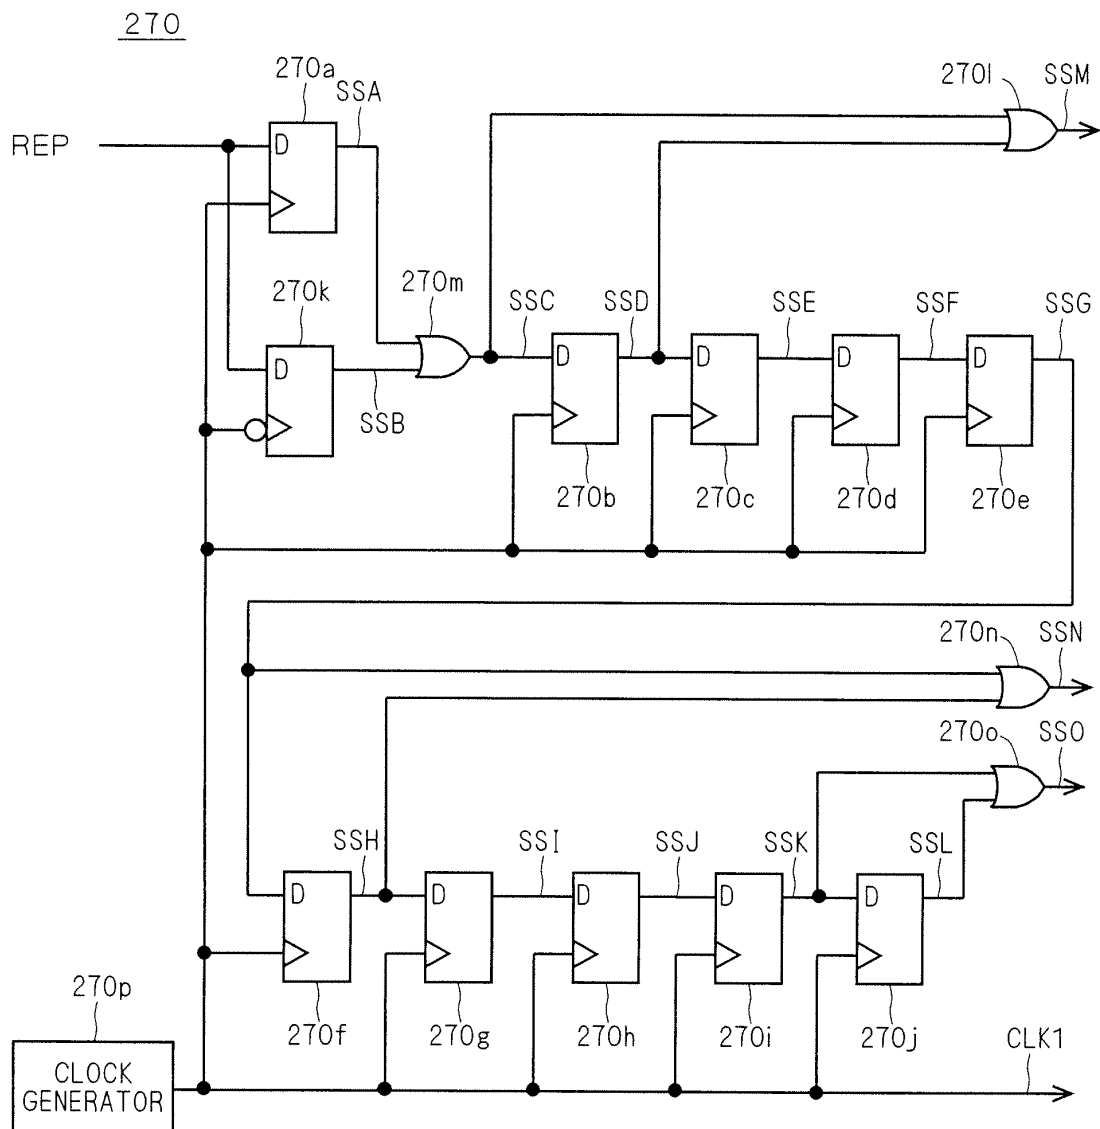 270
270a
SSA
270l
SSM
REP
D
270k
270m
SSC
SSD
SSE
SSF
SSG
D
D
D
D
D
SSB
270b
270c
270d
270e
270n
SSN
270o
SSO
SSH
SSI
SSJ
SSK
SSL
D
D
D
D
D
270p
270f
270g
270h
270i
270j
CLK1
CLOCK
GENERATOR